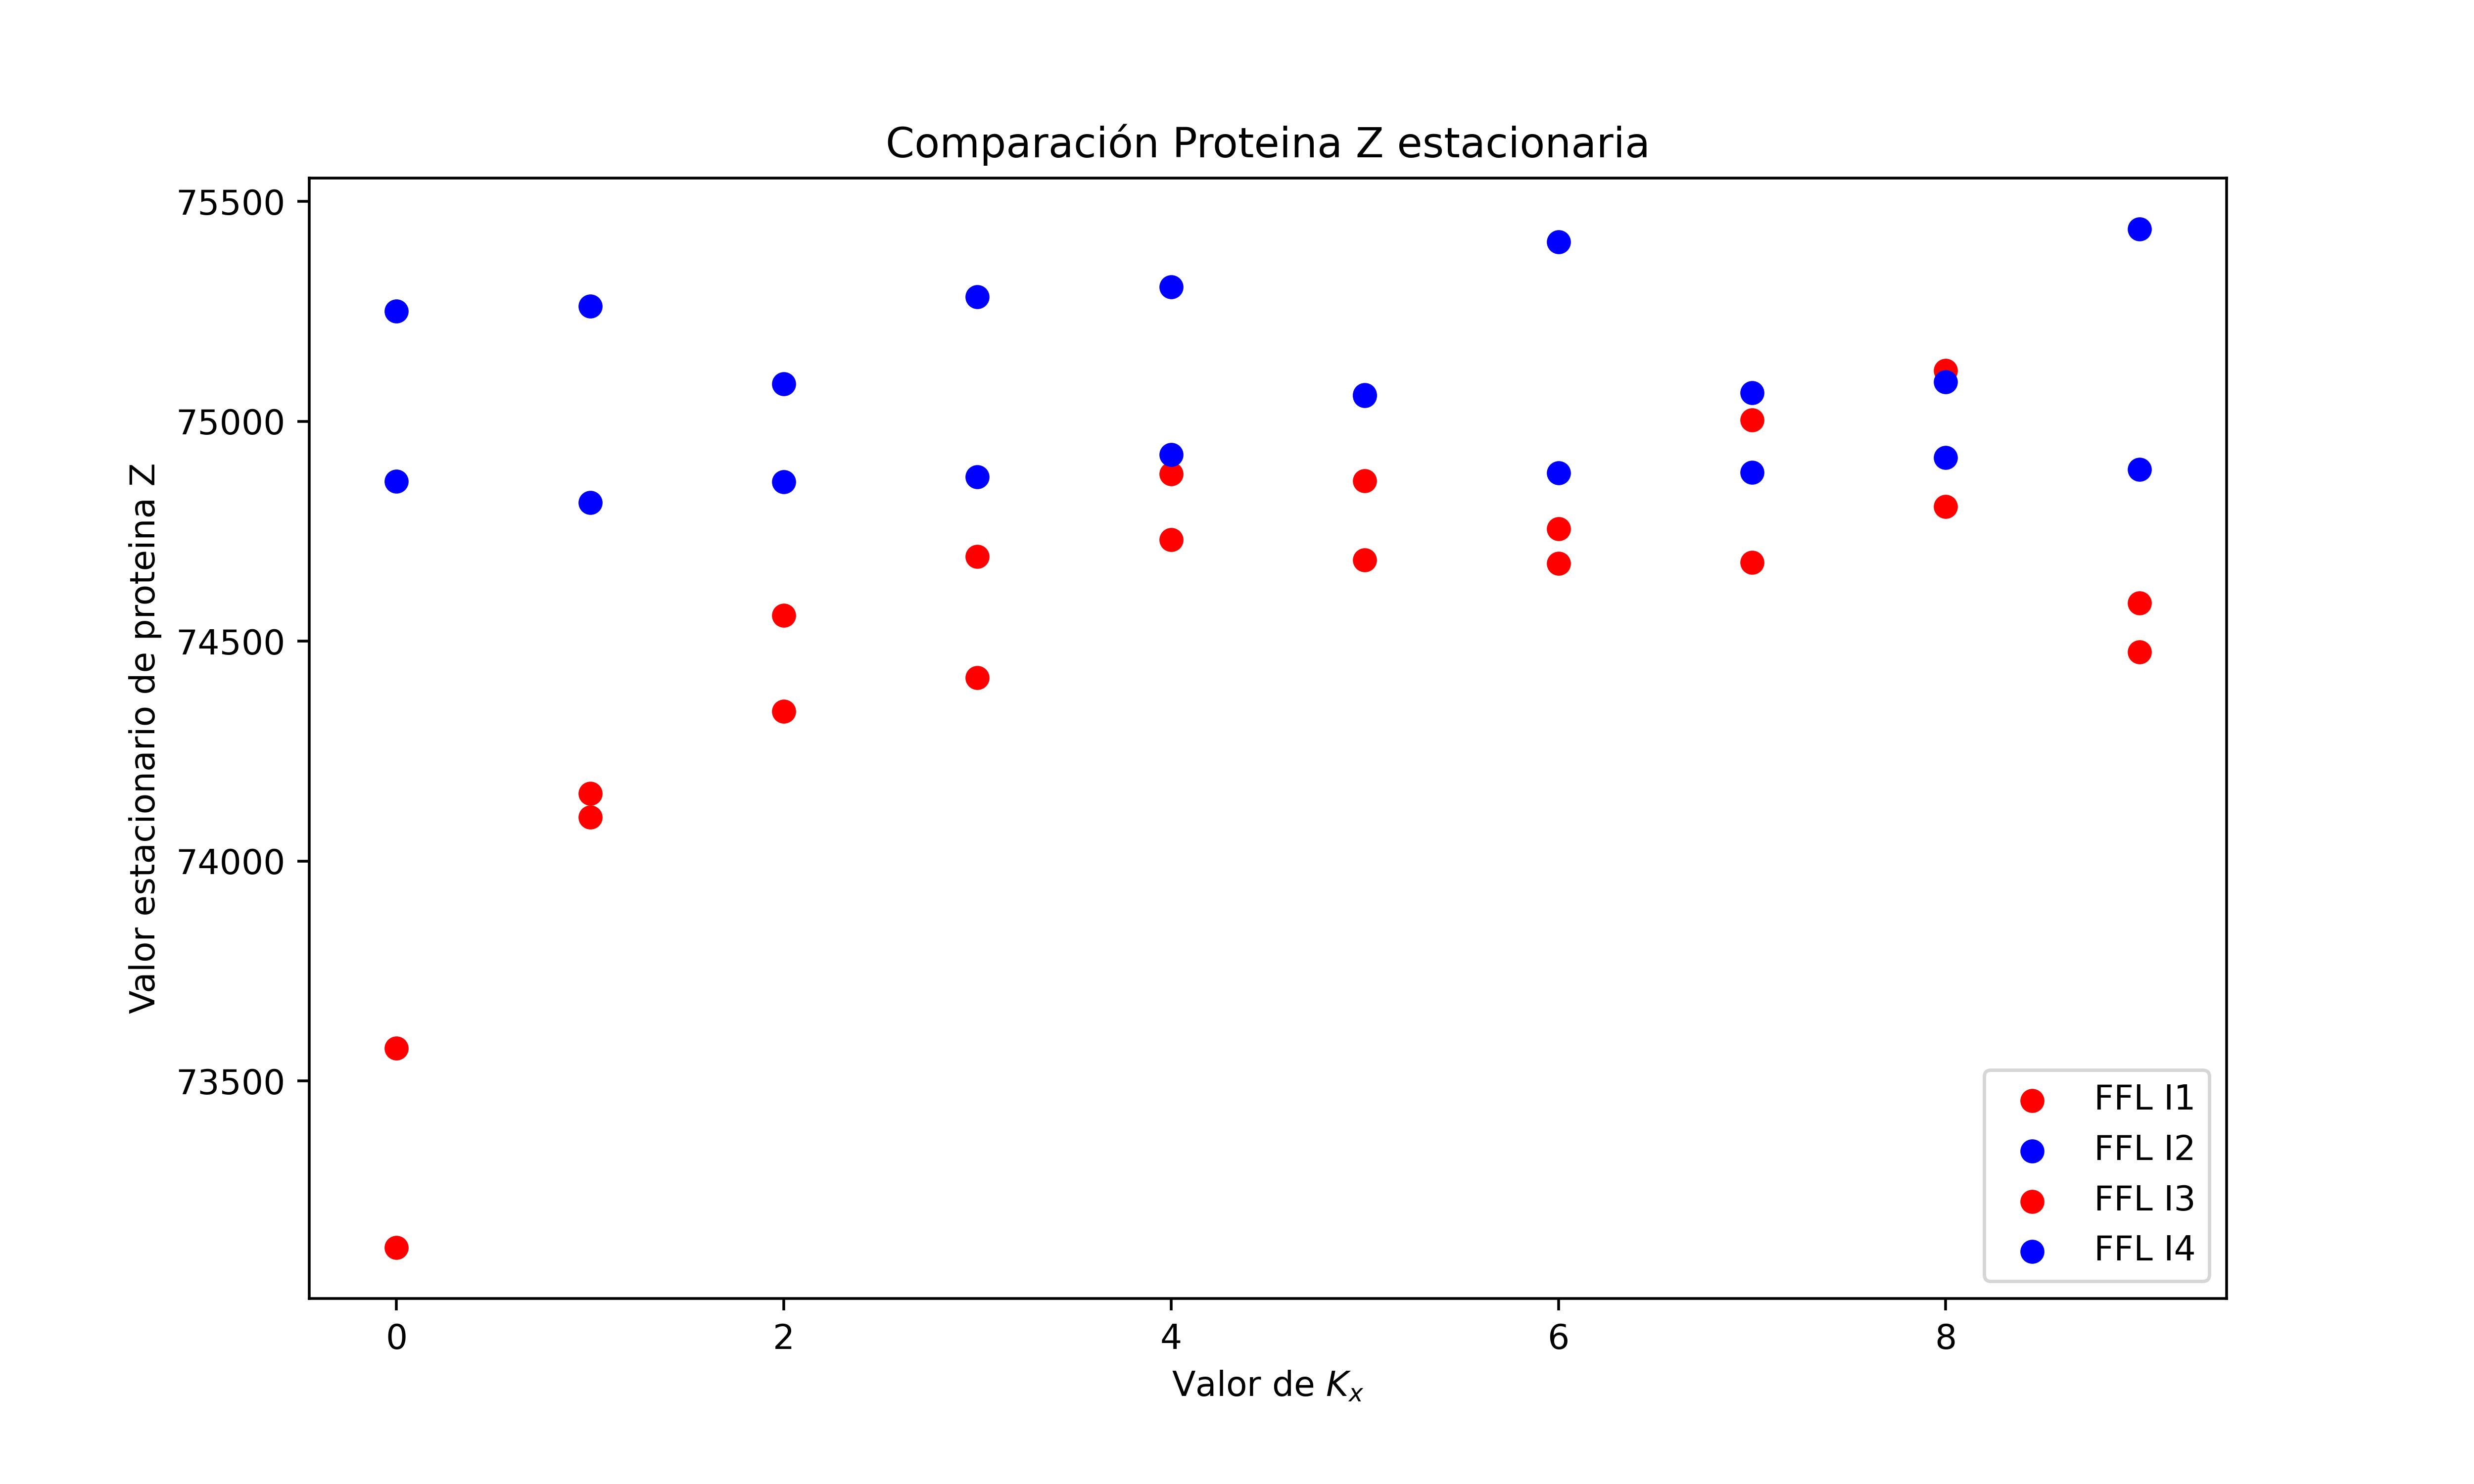 Comparación Proteina Z estacionaria
Valor estacionario de proteina Z
75500
75000
74500
74000
73500
0 2 4 6 8
Valor de Kx
FFL I1
FFL I2
FFL I3
FFL I4